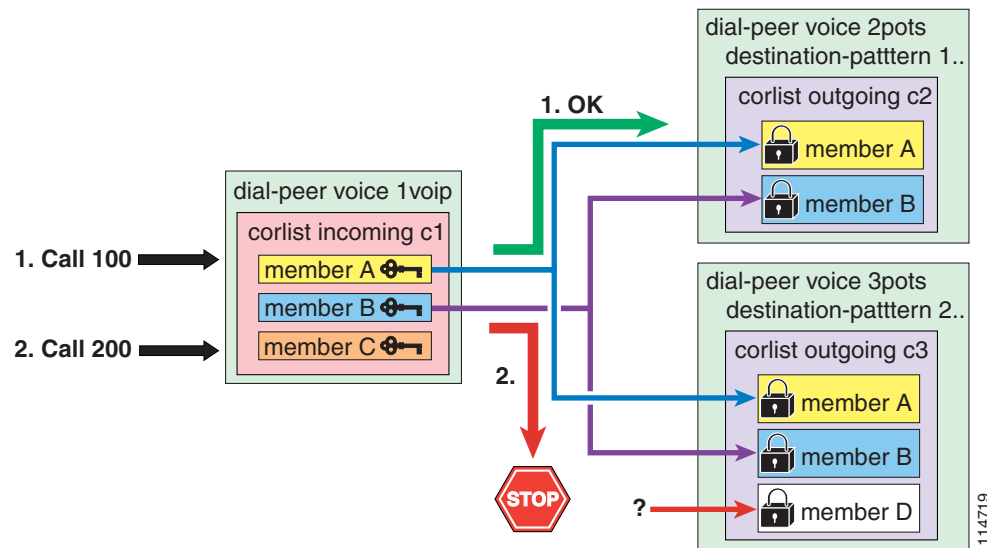 1. Call 100
2. Call 200
dial-peer voice 1voip
corlist incoming c1
member A
member B
member C
1. OK
2.
STOP
dial-peer voice 2pots
destination-patttern 1..
corlist outgoing c2
member A
member B
dial-peer voice 3pots
destination-patttern 2..
corlist outgoing c3
member A
member B
?
member D
114719